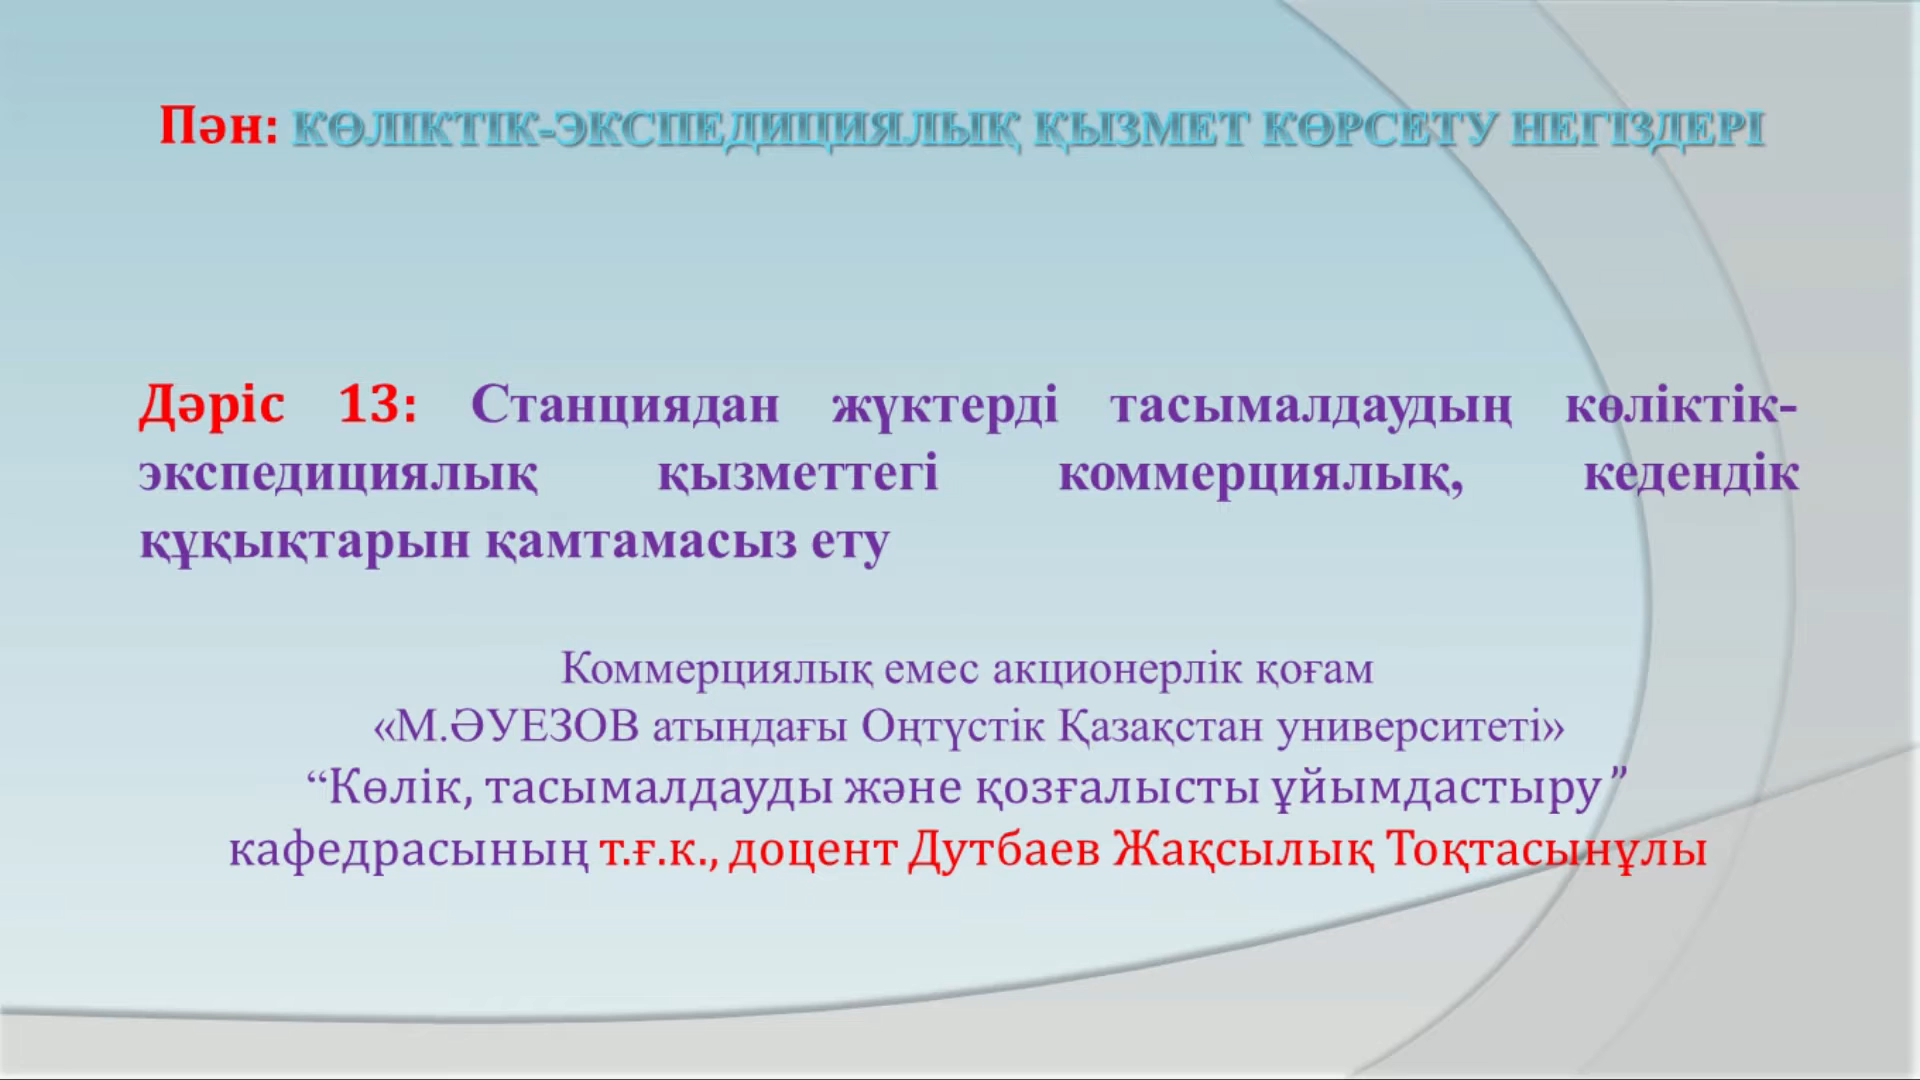 Пән: КӨЛІКТІК-ЭКСПЕДИЦИЯЛЫҚ ҚЫЗМЕТ КӨРСЕТУ НЕГІЗДЕРІ
Дәріс 13: Станциядан жүктерді тасымалдаудың көліктік-
экспедициялық қызметтегі коммерциялық, кедендік
құқықтарын қамтамасыз ету
Коммерциялық емес акционерлік қоғам
«М.ӘУЕЗОВ атындағы Оңтүстік Қазақстан университеті»
“Көлік, тасымалдауды және қозғалысты ұйымдастыру”
кафедрасының т.ғ.к., доцент Дутбаев Жақсылық Тоқтасынұлы